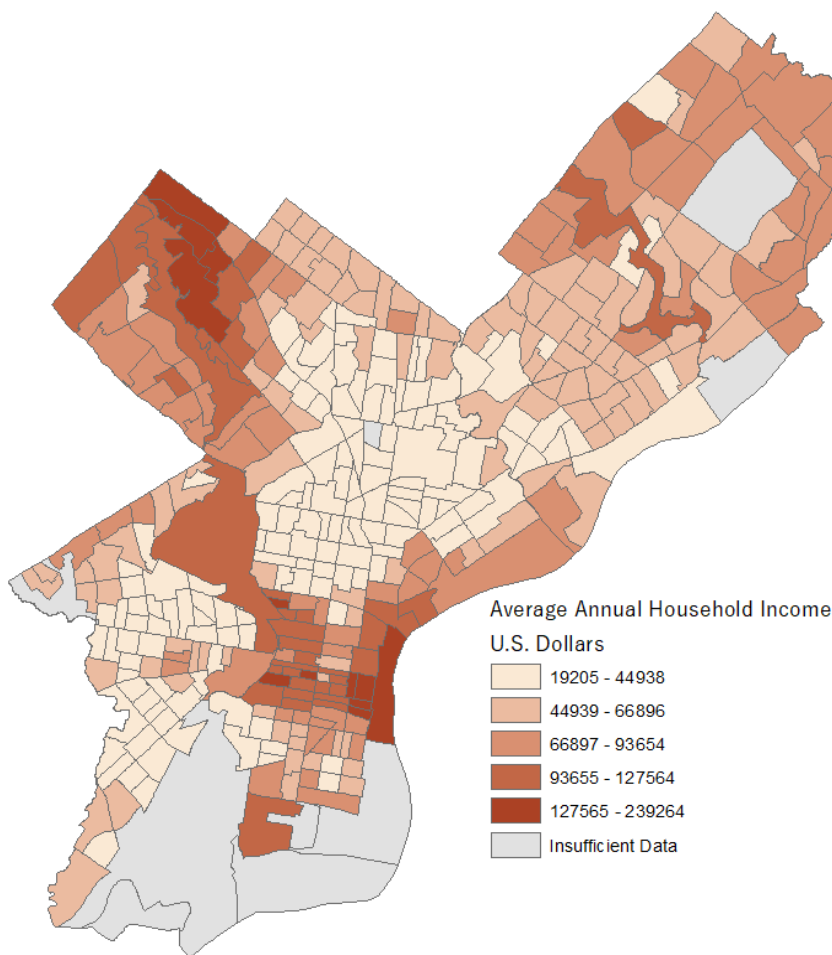 Average Annual Household Income
U.S. Dollars
19205 - 44938
44939 - 66896
66897 - 93654
93655 - 127564
127565 - 239264
Insufficient Data